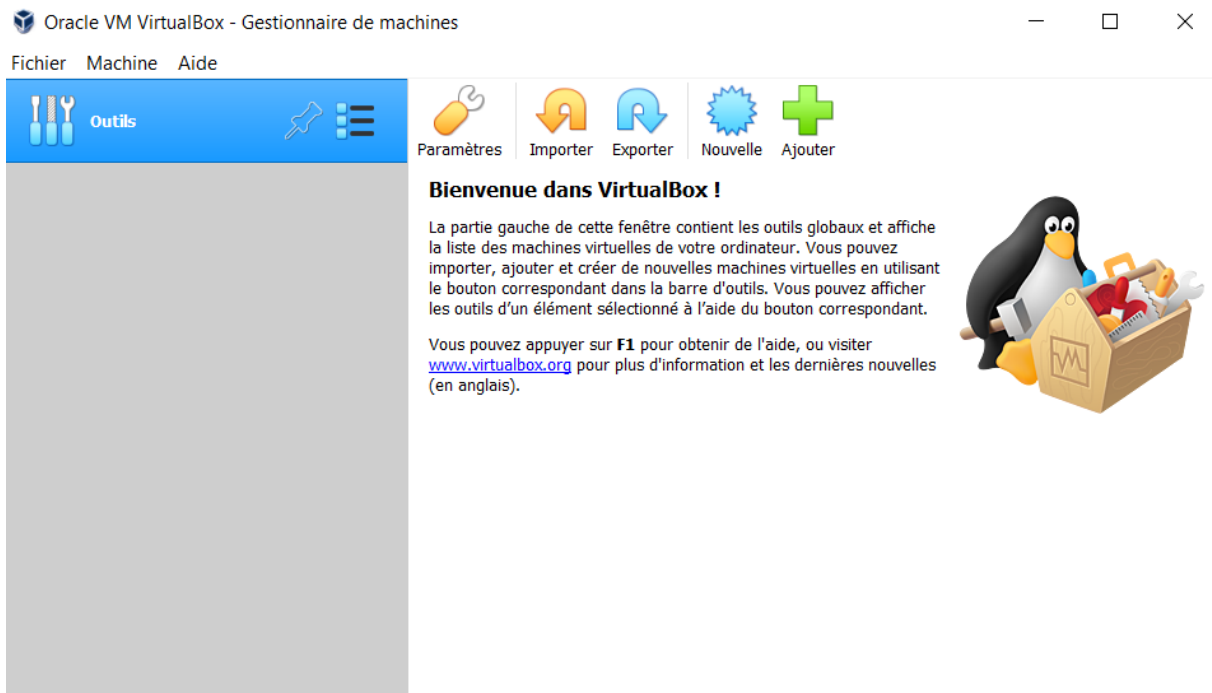 Oracle VM VirtualBox - Gestionnaire de machines
Fichier Machine Aide
Outils
Paramètres Importer Exporter Nouvelle Ajouter
Bienvenue dans VirtualBox !
La partie gauche de cette fenêtre contient les outils globaux et affiche
la liste des machines virtuelles de votre ordinateur. Vous pouvez
importer, ajouter et créer de nouvelles machines virtuelles en utilisant
le bouton correspondant dans la barre d'outils. Vous pouvez afficher
les outils d’un élément sélectionné à l’aide du bouton correspondant.
Vous pouvez appuyer sur F1 pour obtenir de l'aide, ou visiter
www.virtualbox.org pour plus d'information et les dernières nouvelles
(en anglais).